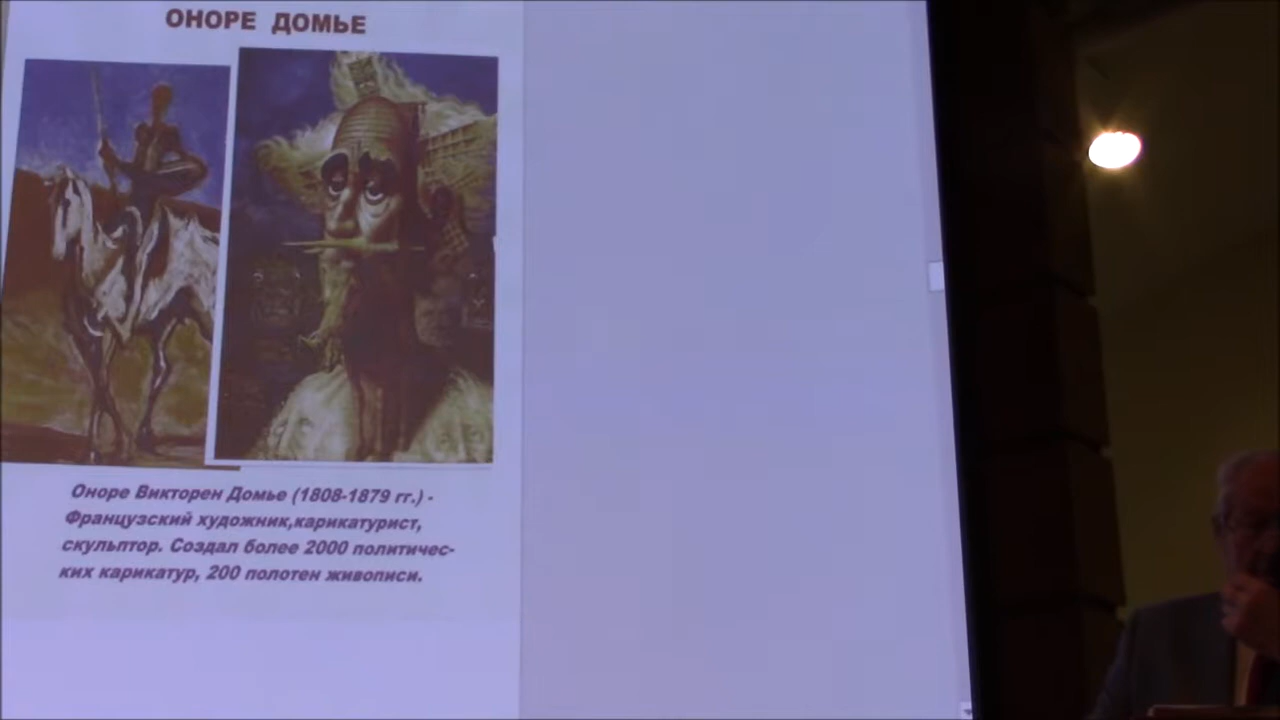 ОНОРЕ ДОМЬЕ
Оноре Викторен Домье (1808-1879 гг.) -
Французский художник,карикатурист,
скульптор. Создал более 2000 политичес-
ких карикатур, 200 полотен живописи.